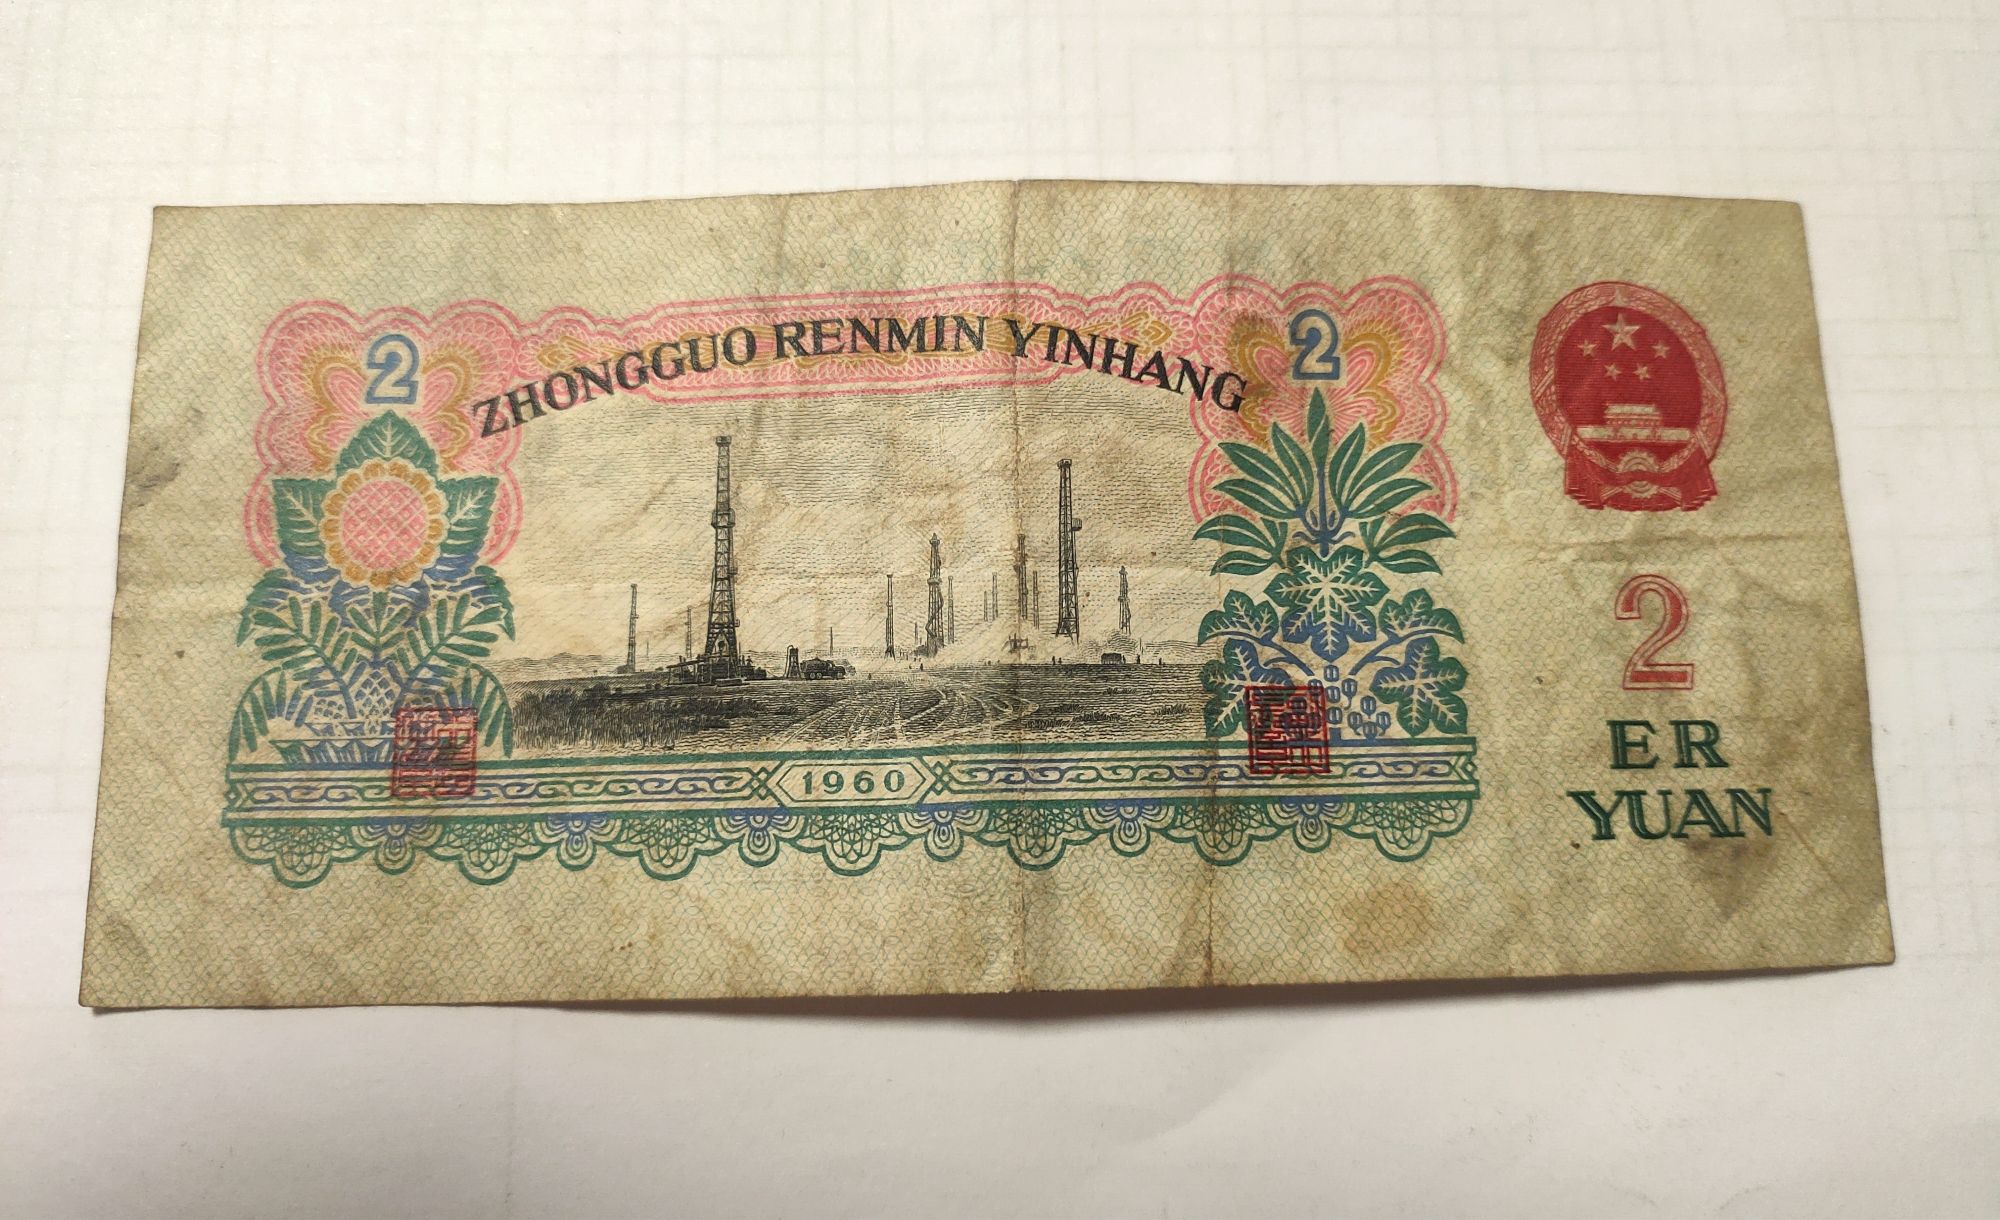 ZHONGGUO RENMIN YINHANG
2
2
1960
2
ER
YUAN